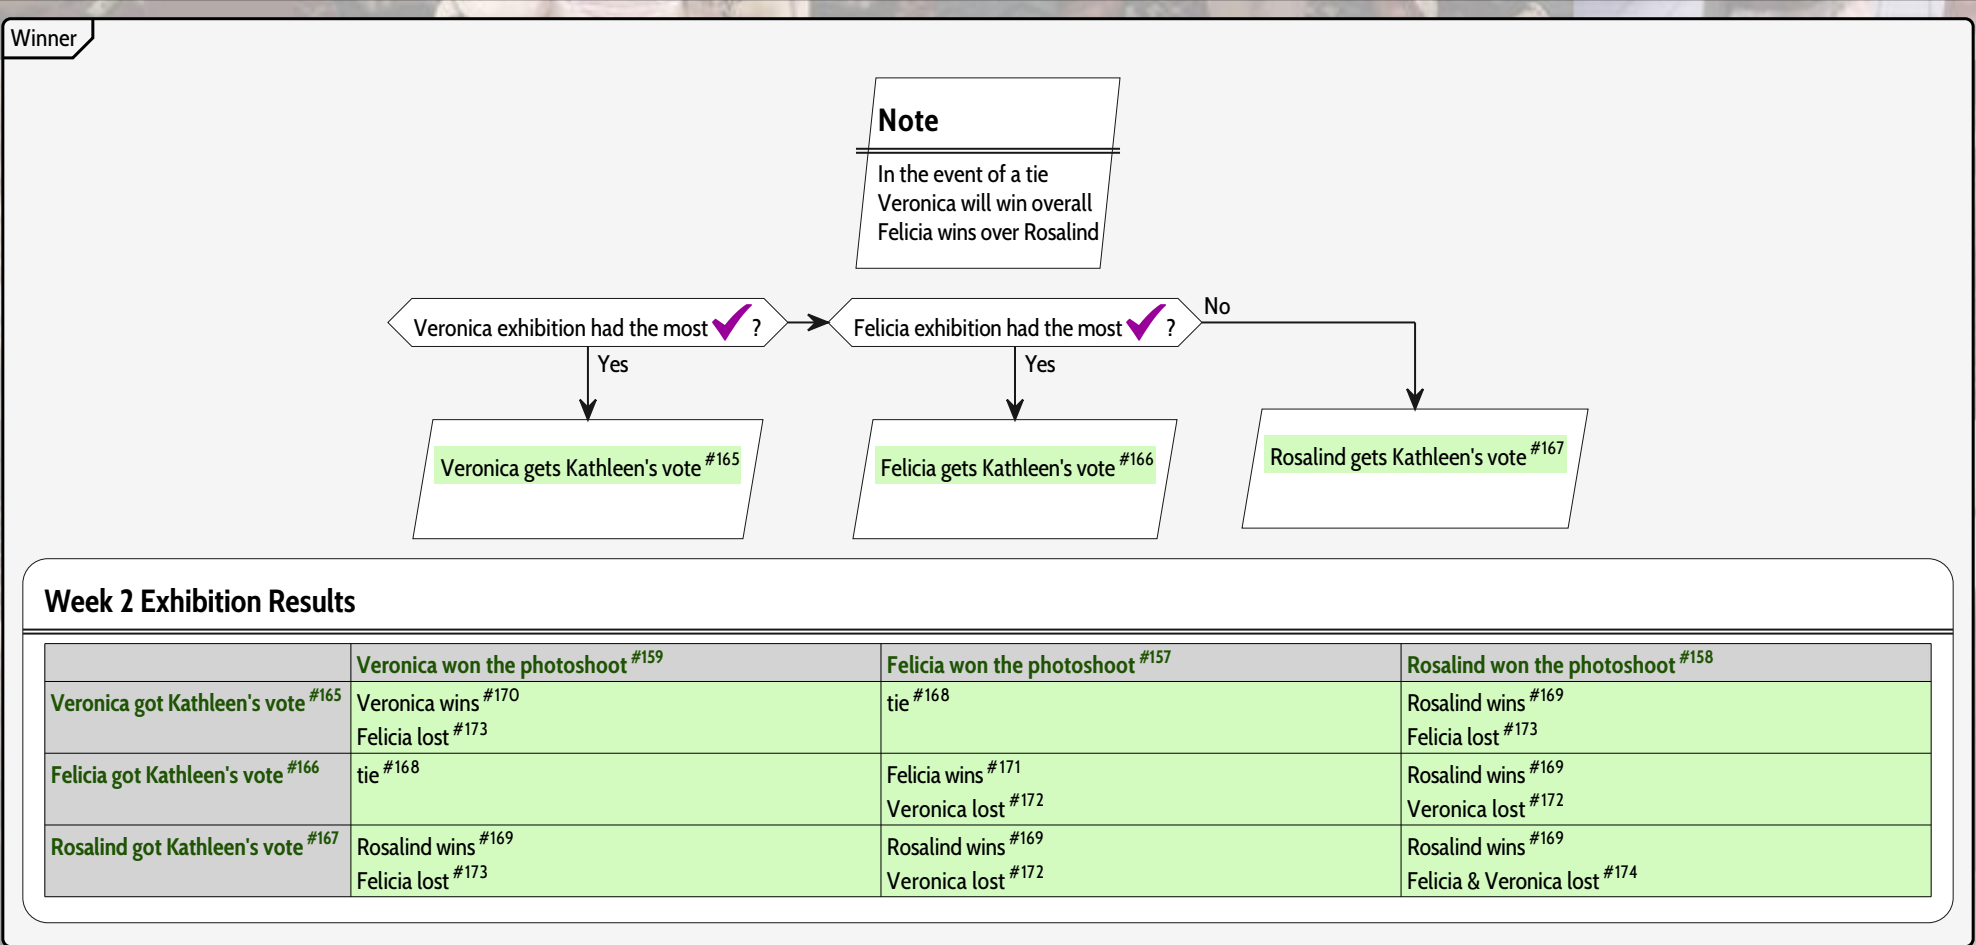 Winner
Note
In the event of a tie
Veronica will win overall
Felicia wins over Rosalind
Veronica exhibition had the most ?
Felicia exhibition had the most ?
No
Yes
Yes
Veronica gets Kathleen's vote #165
Felicia gets Kathleen's vote #166
Rosalind gets Kathleen's vote #167
Week 2 Exhibition Results
Veronica won the photoshoot #159
Felicia won the photoshoot #157
Rosalind won the photoshoot #158
Veronica got Kathleen's vote #165
Veronica wins #170
Felicia lost #173
tie #168
Rosalind wins #169
Felicia lost #173
Felicia got Kathleen's vote #166
tie #168
Felicia wins #171
Veronica lost #172
Rosalind wins #169
Veronica lost #172
Rosalind got Kathleen's vote #167
Rosalind wins #169
Felicia lost #173
Rosalind wins #169
Veronica lost #172
Rosalind wins #169
Felicia & Veronica lost #174